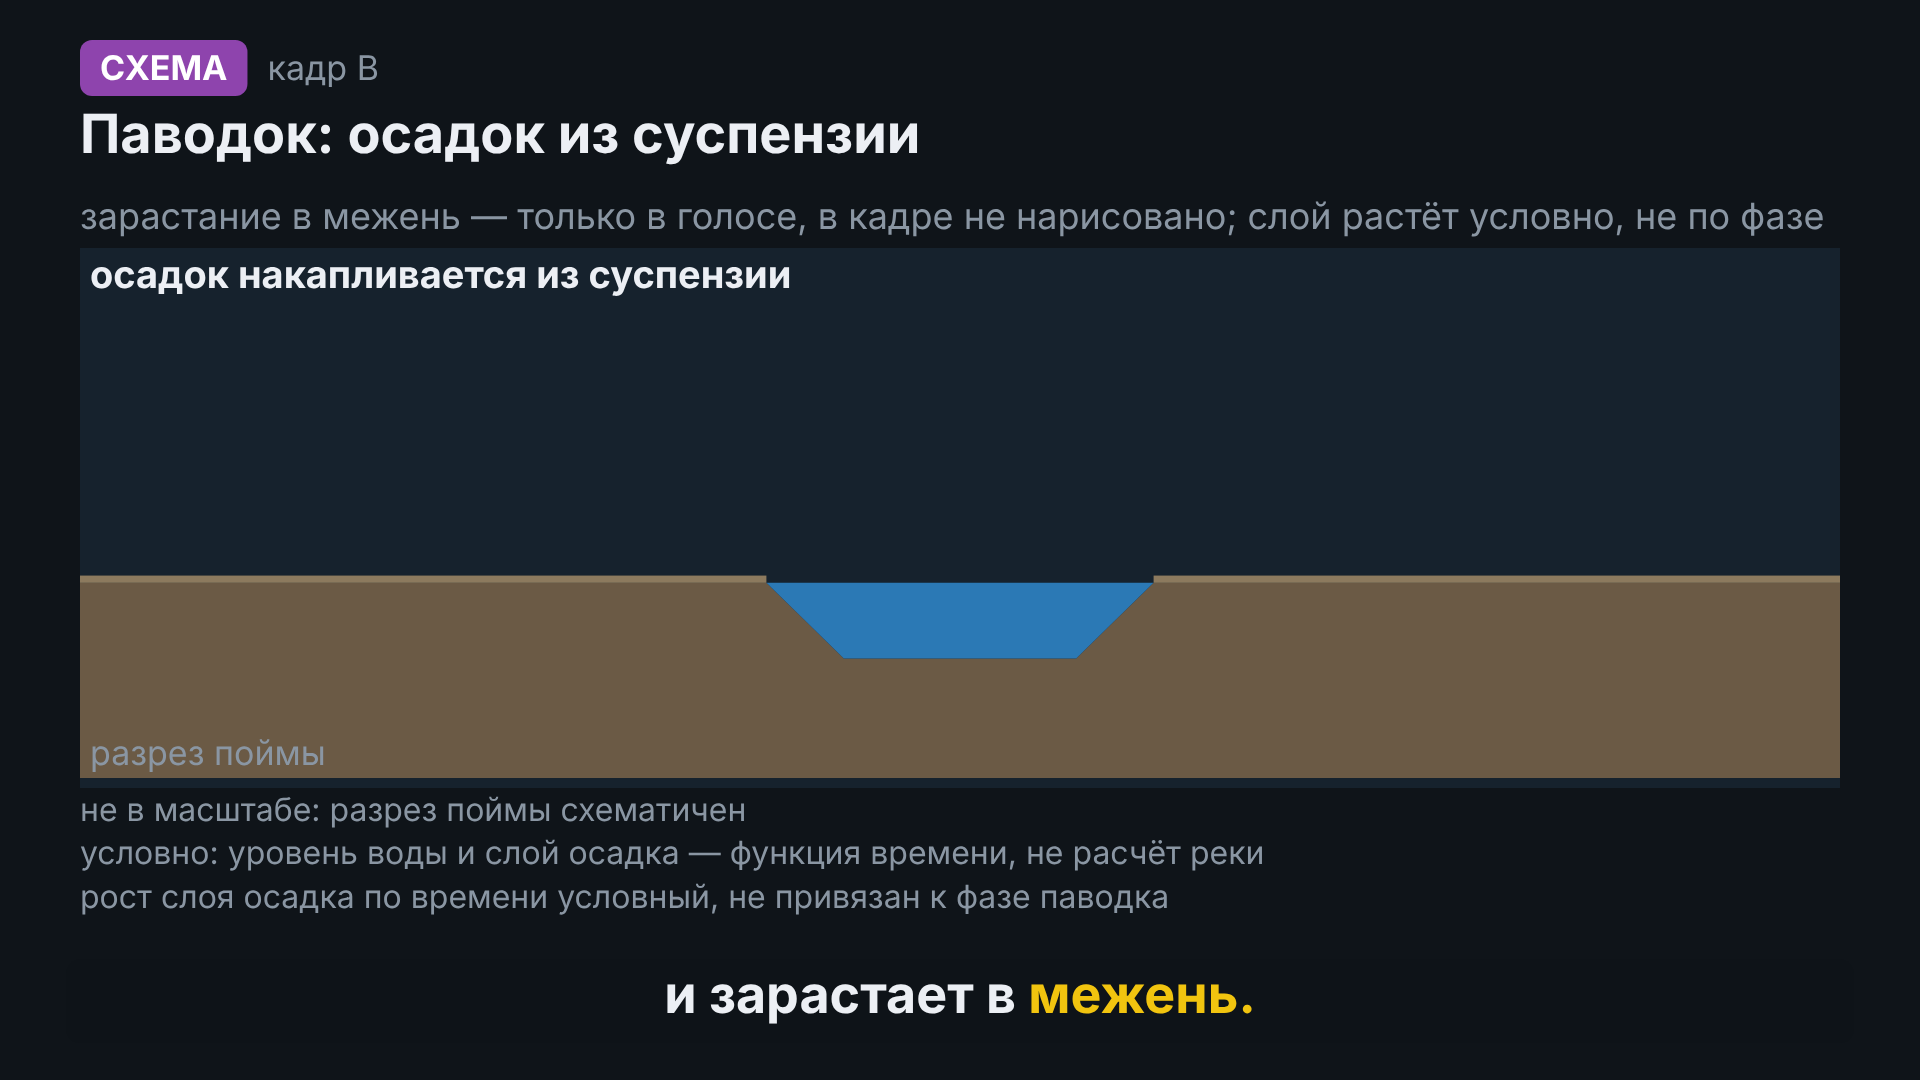 СХЕМА кадр В
Паводок: осадок из суспензии
зарастание в межень — только в голосе, в кадре не нарисовано; слой растёт условно, не по фазе
осадок накапливается из суспензии
разрез поймы
не в масштабе: разрез поймы схематичен
условно: уровень воды и слой осадка — функция времени, не расчёт реки
рост слоя осадка по времени условный, не привязан к фазе паводка
и зарастает в межень.